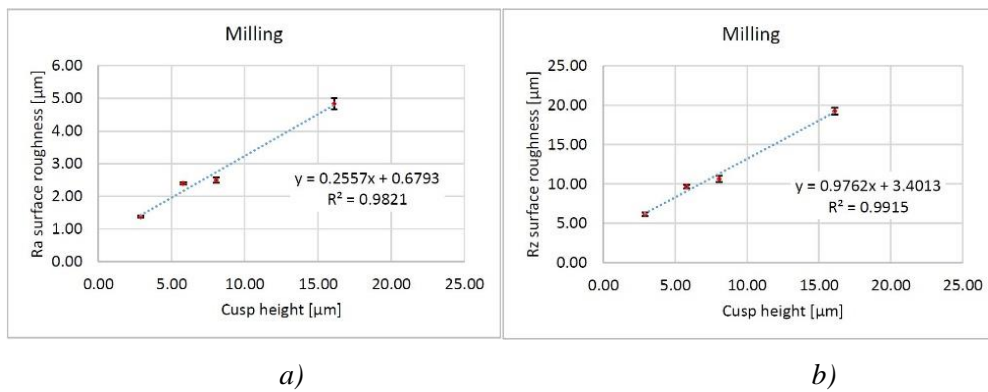 Milling
Ra surface roughness [µm]
6.00
5.00
4.00
3.00
2.00
1.00
0.00
y = 0.2557x + 0.6793
R² = 0.9821
0.00 5.00 10.00 15.00 20.00 25.00
Cusp height [µm]
a)
Milling
Rz surface roughness [µm]
25.00
20.00
15.00
10.00
5.00
0.00
y = 0.9762x + 3.4013
R² = 0.9915
0.00 5.00 10.00 15.00 20.00 25.00
Cusp height [µm]
b)